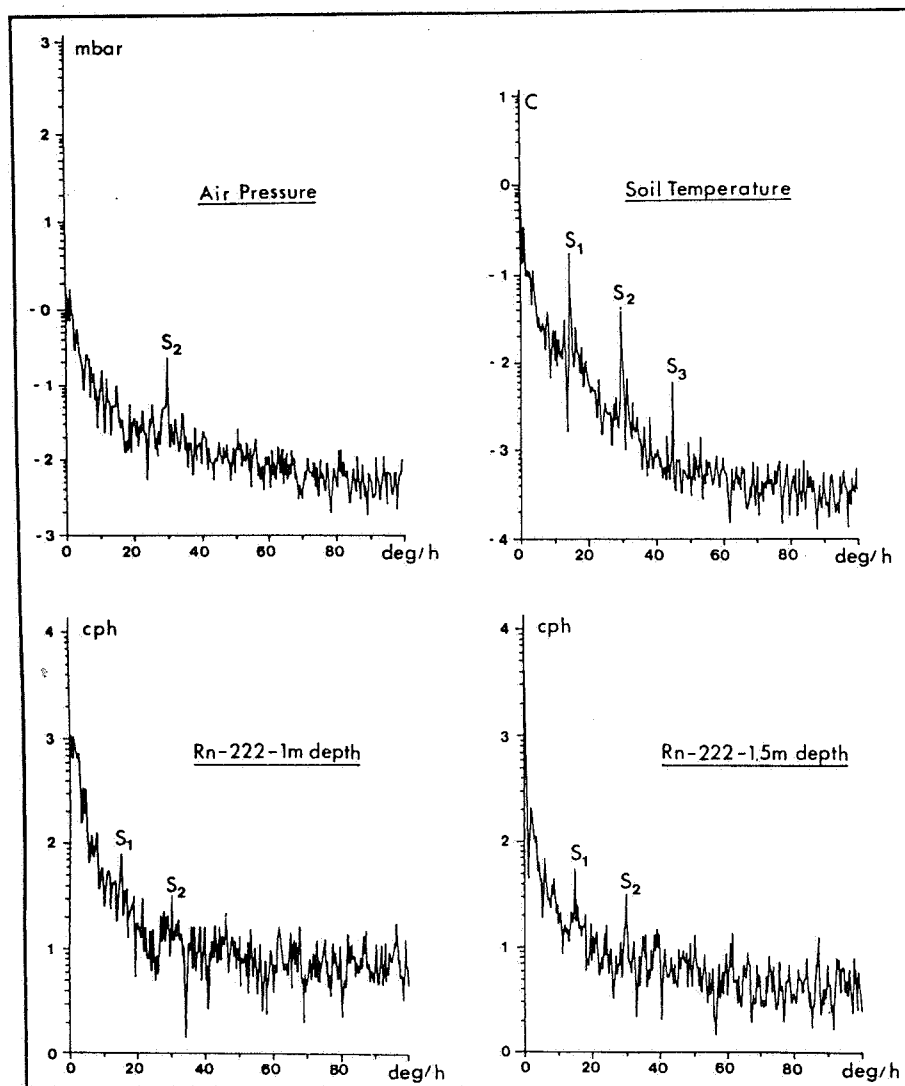 mbar
3
2
1
-0
-1
-2
-3
Air Pressure
S2
0 20 40 60 80
deg/h
C
1
0
-1
-2
-3
-4
Soil Temperature
S1
S2
S3
0 20 40 60 80
deg/h
cph
4
3
2
1
0
Rn-222-1m depth
S1
S2
0 20 40 60 80
deg/h
cph
4
3
2
1
0
Rn-222-1.5m depth
S1
S2
0 20 40 60 80
deg/h